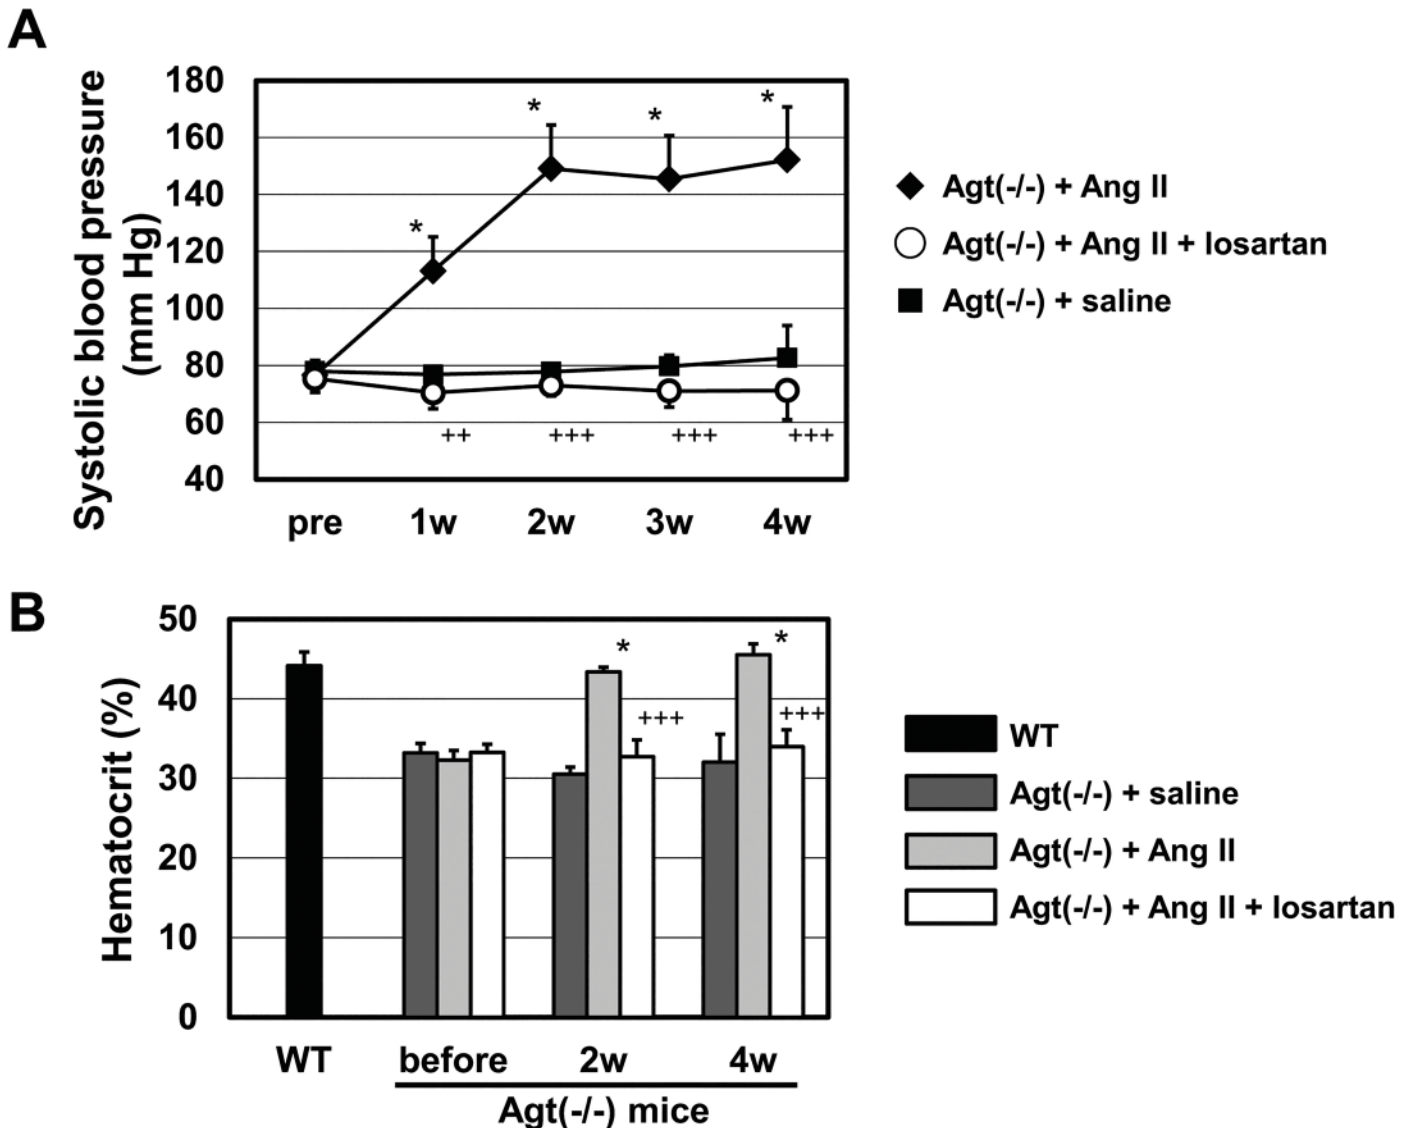 A
Systolic blood pressure
(mm Hg)
180
160
140
120
100
80
60
40
* * * *
++ +++ +++ +++
pre 1w 2w 3w 4w
Agt(-/-) + Ang II
Agt(-/-) + Ang II + losartan
Agt(-/-) + saline
B
Hematocrit (%)
50
40
30
20
10
0
* *
+++ +++
WT before 2w 4w
Agt(-/-) mice
WT
Agt(-/-) + saline
Agt(-/-) + Ang II
Agt(-/-) + Ang II + losartan